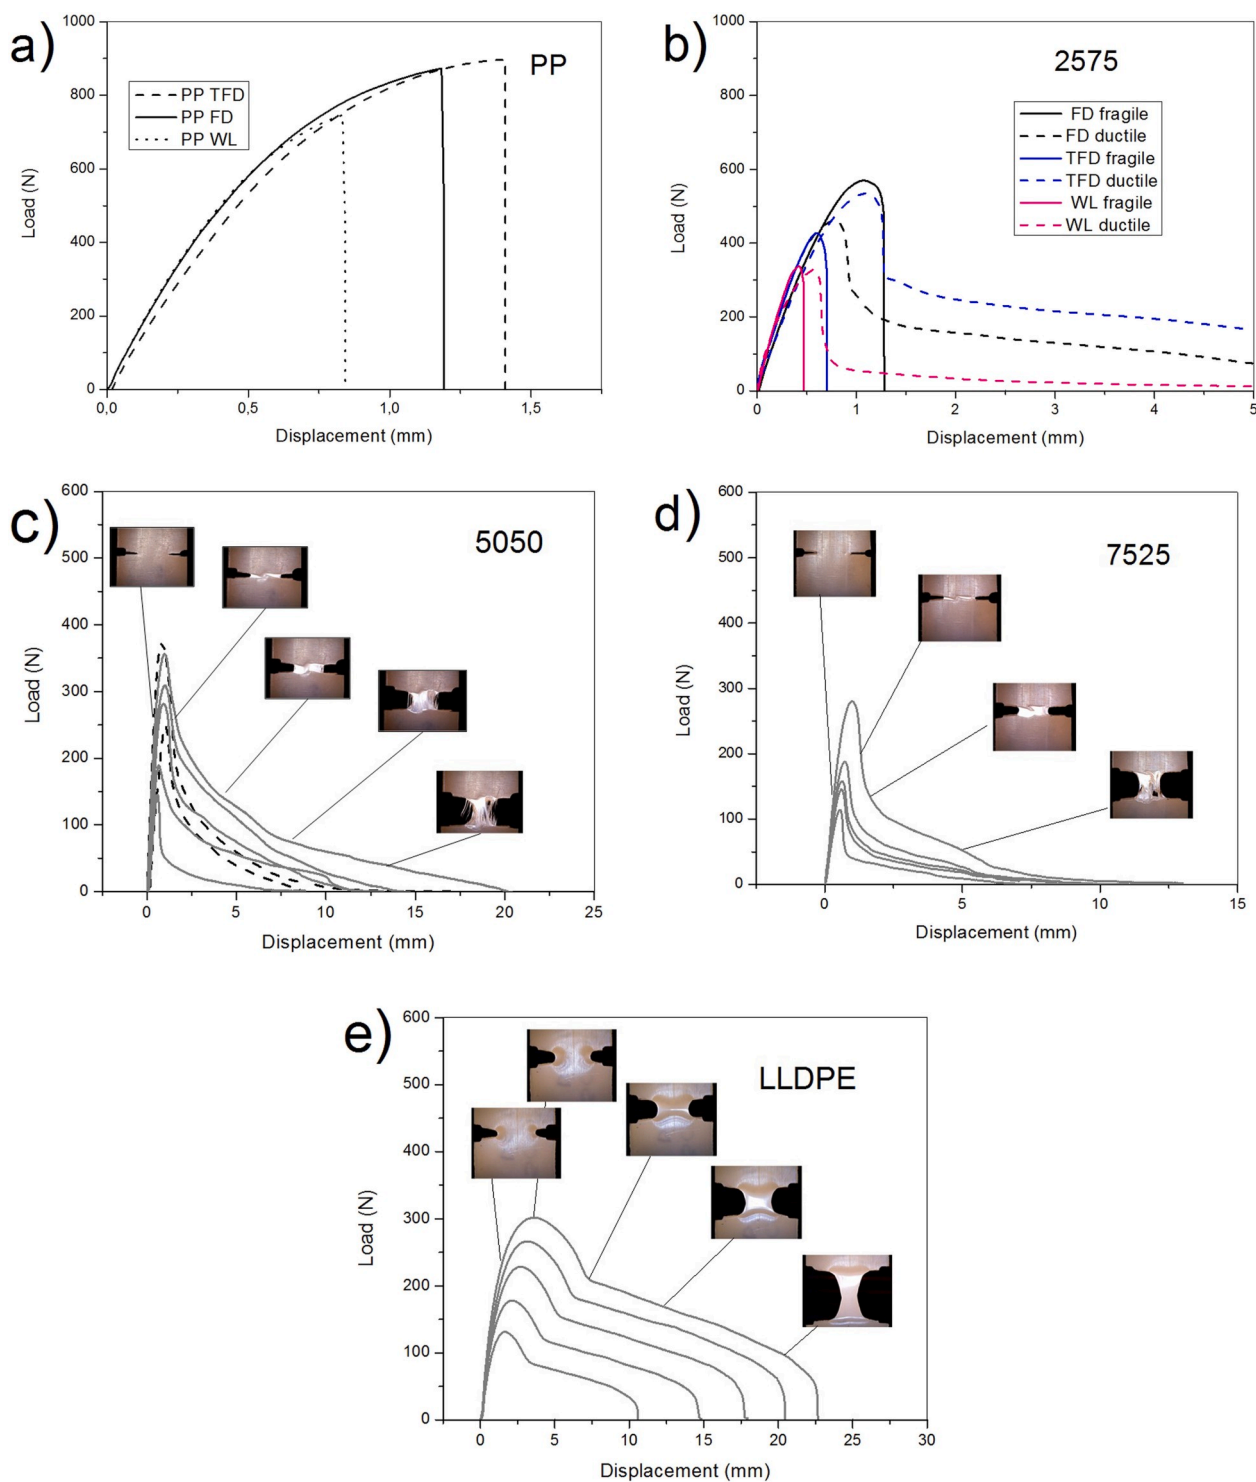 a)
PP
PP TFD
PP FD
PP WL
1000
800
600
400
200
0
Load (N)
0,0 0,5 1,0 1,5
Displacement (mm)
b)
2575
FD fragile
FD ductile
TFD fragile
TFD ductile
WL fragile
WL ductile
1000
800
600
400
200
0
Load (N)
0 1 2 3 4 5
Displacement (mm)
c)
5050
600
500
400
300
200
100
0
Load (N)
0 5 10 15 20 25
Displacement (mm)
d)
7525
600
500
400
300
200
100
0
Load (N)
0 5 10 15
Displacement (mm)
e)
LLDPE
600
500
400
300
200
100
0
Load (N)
0 5 10 15 20 25 30
Displacement (mm)